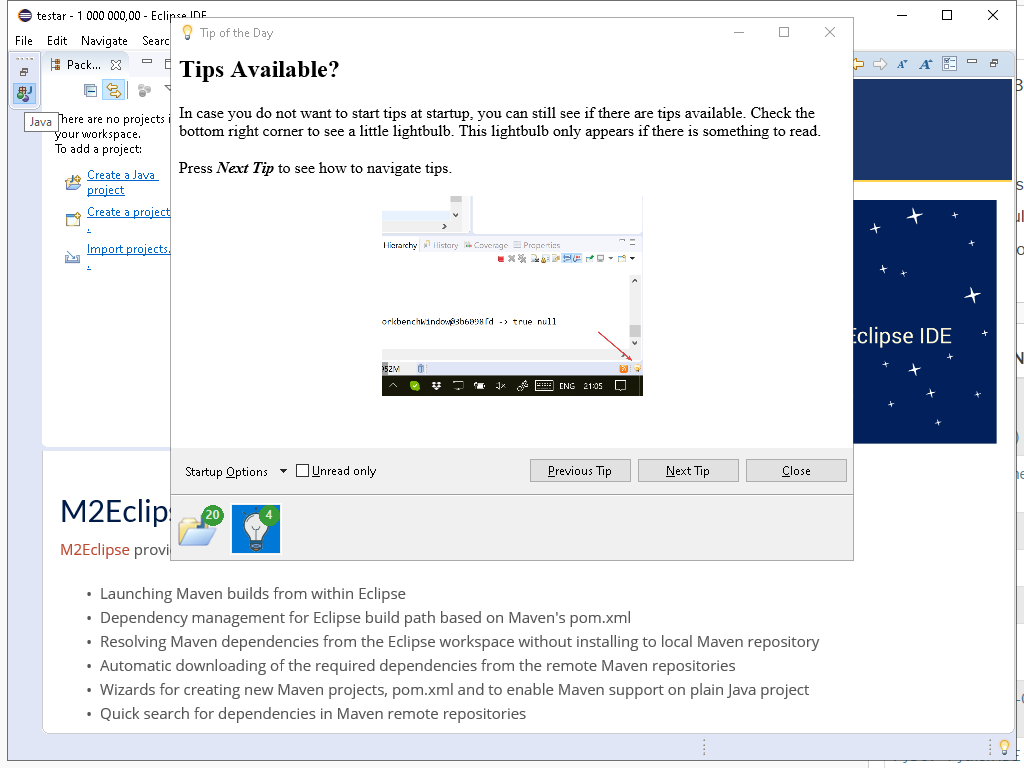 testar - 1 000 000,00 - Eclipse IDE
File Edit Navigate Searc
Tip of the Day
Pack...
Tips Available?
In case you do not want to start tips at startup, you can still see if there are tips available. Check the
bottom right corner to see a little lightbulb. This lightbulb only appears if there is something to read.
Press Next Tip to see how to navigate tips.
Java
There are no projects i
your workspace.
To add a project:
Create a Java
project
Create a project
.
Import projects.
.
Hierarchy History Coverage Properties
orkbenchWindow@3b6098fd -> true null
952M
ENG 21:05
Eclipse IDE
Startup Options Unread only Previous Tip Next Tip Close
20 4
M2Eclips
M2Eclipse provi
• Launching Maven builds from within Eclipse
• Dependency management for Eclipse build path based on Maven's pom.xml
• Resolving Maven dependencies from the Eclipse workspace without installing to local Maven repository
• Automatic downloading of the required dependencies from the remote Maven repositories
• Wizards for creating new Maven projects, pom.xml and to enable Maven support on plain Java project
• Quick search for dependencies in Maven remote repositories